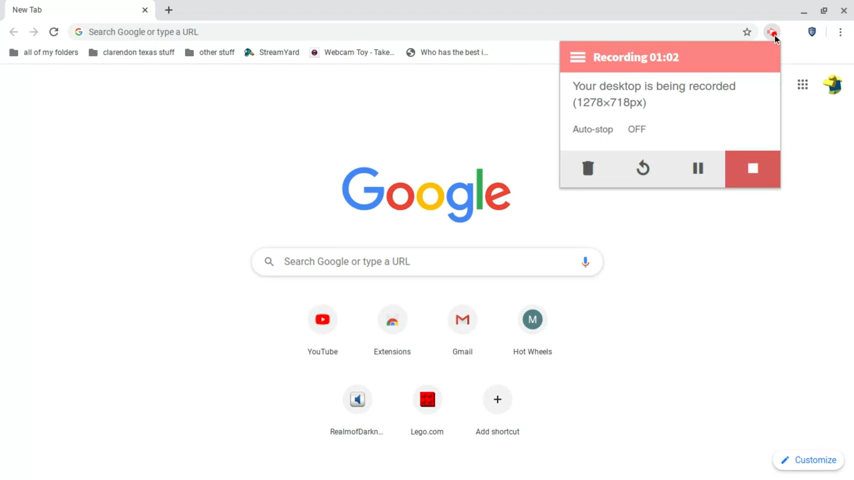 New Tab
Search Google or type a URL
all of my folders
clarendon texas stuff
other stuff
StreamYard
Webcam Toy - Take...
Who has the best i...
Recording 01:02
Your desktop is being recorded
(1278×718px)
Auto-stop OFF
Google
Search Google or type a URL
YouTube
Extensions
Gmail
M
Hot Wheels
RealmofDarkn...
Lego.com
Add shortcut
Customize